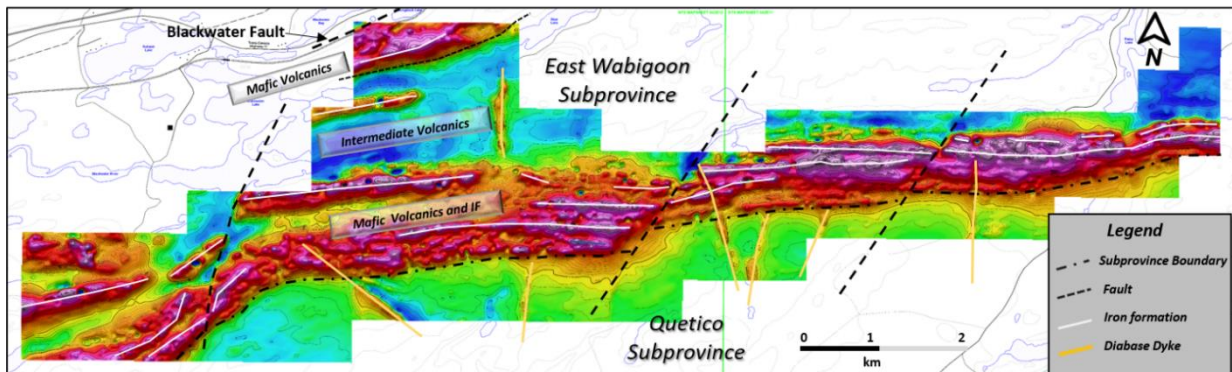 Blackwater Fault
Mafic Volcanics
East Wabigoon
Subprovince
N
Intermediate Volcanics
Mafic Volcanics and IF
Legend
Subprovince Boundary
Fault
Iron formation
Diabase Dyke
Quetico
Subprovince
0 1 2
km